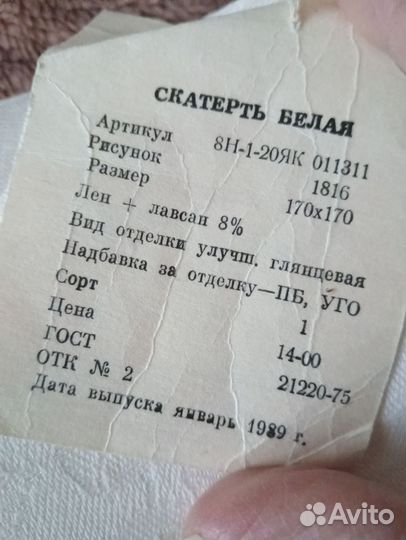 СКАТЕРТЬ БЕЛАЯ
Артикул 8Н-1-20ЯК 011311
Рисунок 1816
Размер 170х170
Лен + лавсан 8%
Вид отделки улучш. глянцевая
Надбавка за отделку—ПБ, УГО
Сорт 1
Цена 14-00
ГОСТ 21220-75
ОТК № 2
Дата выпуска январь 1989 г.
Avito